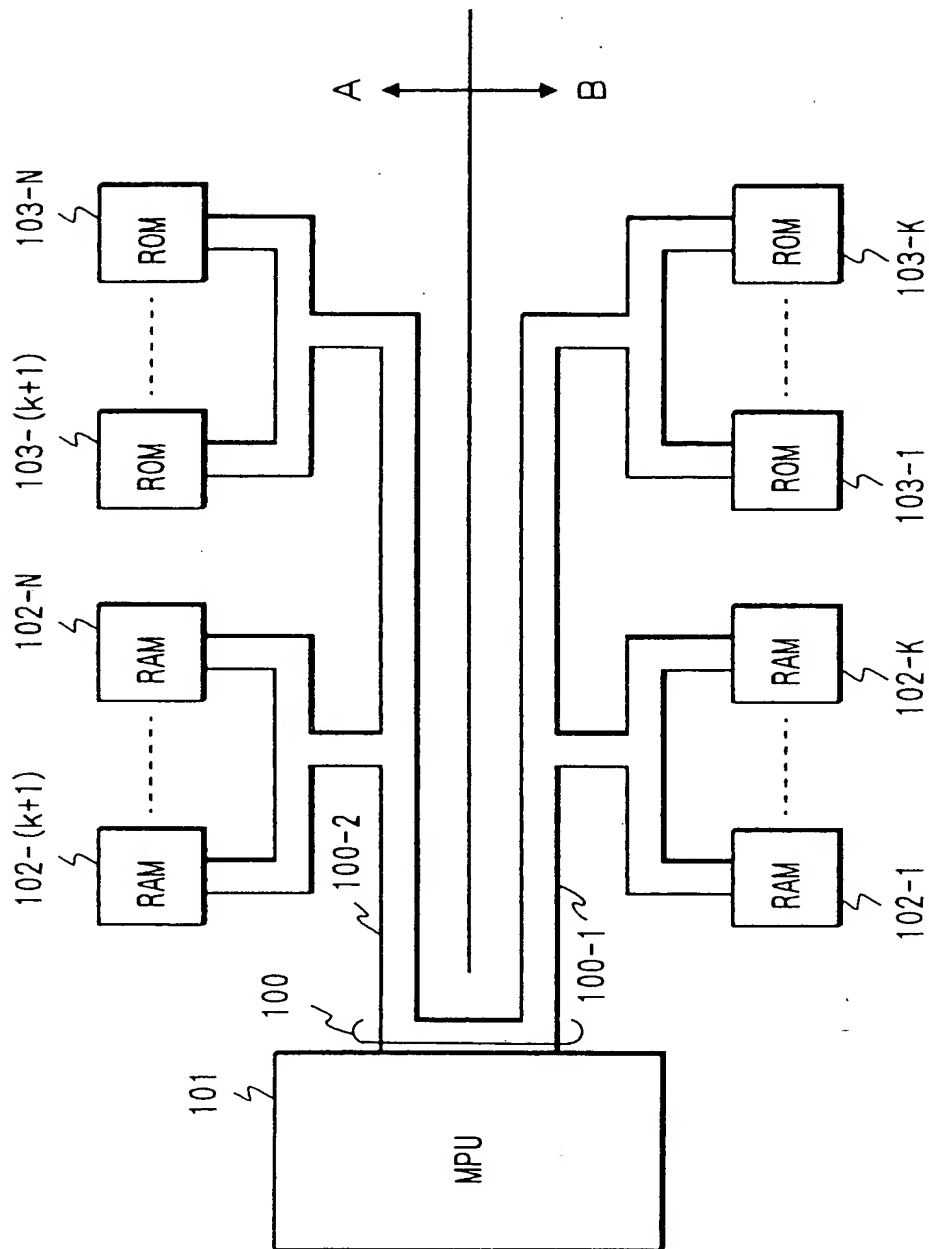 103-N
ROM
103-(k+1)
ROM
A
B
ROM
103-K
ROM
103-1
102-N
RAM
102-(k+1)
RAM
100-2
RAM
102-K
RAM
102-1
100-1
100
101
MPU